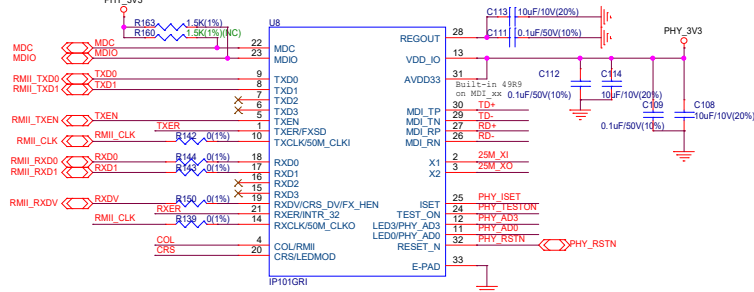 PHY_3V3
R163 1.5K(1%)
R160 1.5K(1%)(NC)
U8
C113 10uF/10V(20%)
C111 0.1uF/50V(10%)
PHY_3V3
MDC MDC 22 MDC
MDIO MDIO 23 MDIO
RMII_TXD0 TXD0 9 TXD0
RMII_TXD1 TXD1 8 TXD1
7 TXD2
6 TXD3
RMII_TXEN TXEN 5 TXEN
TXER 1 TXER/FXSD
RMII_CLK RMII_CLK R142 0(1%) 10 TXCLK/50M_CLKI
RMII_RXD0 RXD0 R144 0(1%) 18 RXD0
RMII_RXD1 RXD1 R143 0(1%) 17 RXD1
16 RXD2
15 RXD3
RMII_RXDV RXDV R150 0(1%) 19 RXDV/CRS_DV/FX_HEN
RXER 21 RXER/INTR_32
RMII_CLK R139 0(1%) 14 RXCLK/50M_CLKO
COL 4 COL/RMII
CRS 20 CRS/LEDMOD
REGOUT 28
VDD_IO 13
AVDD33 31
Built-in 49R9
on MDI_xx
C112 0.1uF/50V(10%)
C114 10uF/10V(20%)
C109 0.1uF/50V(10%)
C108 10uF/10V(20%)
MDI_TP 30 TD+
MDI_TN 29 TD-
MDI_RP 27 RD+
MDI_RN 26 RD-
X1 2 25M_XI
X2 3 25M_XO
ISET 25 PHY_ISET
TEST_ON 24 PHY_TESTON
LED3/PHY_AD3 12 PHY_AD3
LED0/PHY_AD0 11 PHY_AD0
RESET_N 32 PHY_RSTN PHY_RSTN
E-PAD 33
IP101GRI